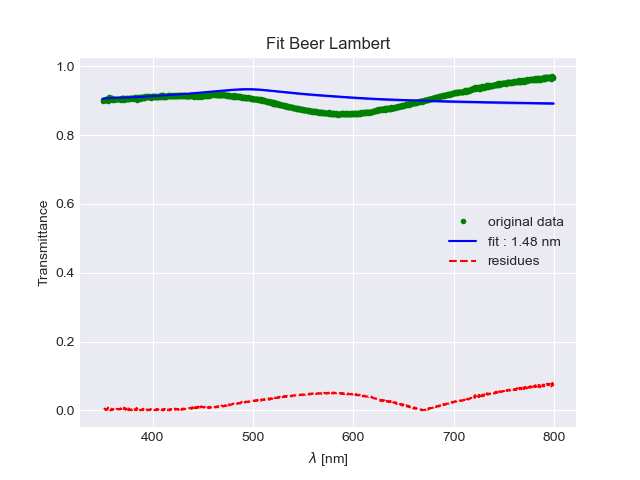 Fit Beer Lambert
Transmittance
1.0
0.8
0.6
0.4
0.2
0.0
original data
fit : 1.48 nm
residues
400 500 600 700 800
λ [nm]